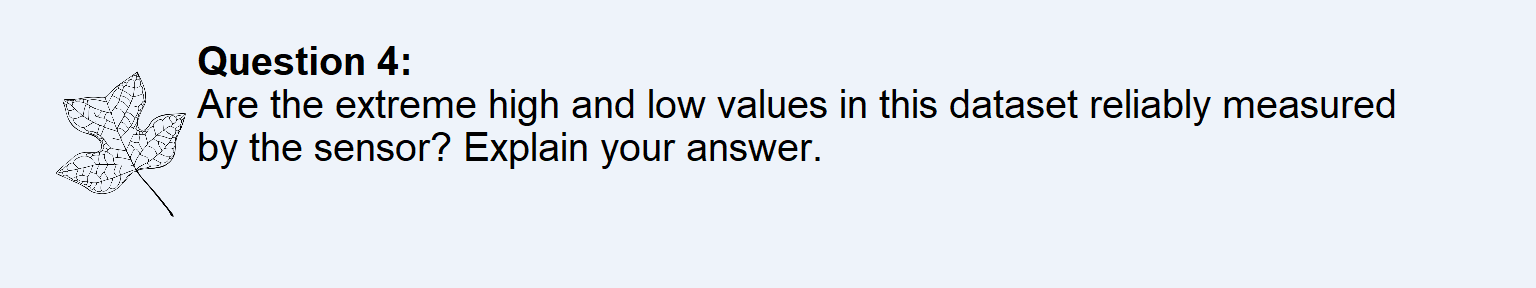 Question 4:
Are the extreme high and low values in this dataset reliably measured
by the sensor? Explain your answer.